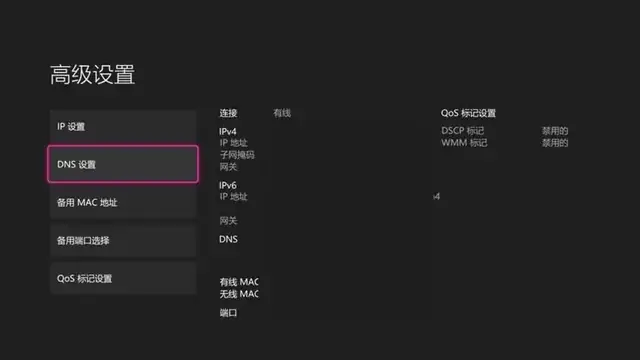 高级设置
IP 设置
DNS 设置
备用 MAC 地址
备用端口选择
QoS 标记设置
连接 有线
IPv4
IP 地址
子网掩码
网关
IPv6
IP 地址
网关
DNS
有线 MAC
无线 MAC
端口
QoS 标记设置
DSCP 标记 禁用的
WMM 标记 禁用的